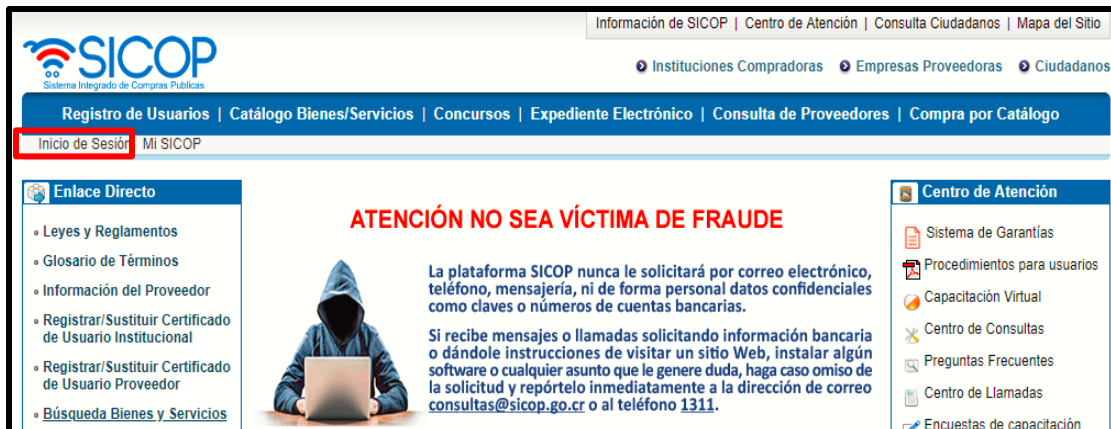 Información de SICOP | Centro de Atención | Consulta Ciudadanos | Mapa del Sitio
SICOP
Sistema Integrado de Compras Publicas
Instituciones Compradoras Empresas Proveedoras Ciudadanos
Registro de Usuarios | Catálogo Bienes/Servicios | Concursos | Expediente Electrónico | Consulta de Proveedores | Compra por Catálogo
Inicio de Sesión Mi SICOP
Enlace Directo
Leyes y Reglamentos
Glosario de Términos
Información del Proveedor
Registrar/Sustituir Certificado
de Usuario Institucional
Registrar/Sustituir Certificado
de Usuario Proveedor
Búsqueda Bienes y Servicios
ATENCIÓN NO SEA VÍCTIMA DE FRAUDE
La plataforma SICOP nunca le solicitará por correo electrónico,
teléfono, mensajería, ni de forma personal datos confidenciales
como claves o números de cuentas bancarias.
Si recibe mensajes o llamadas solicitando información bancaria
o dándole instrucciones de visitar un sitio Web, instalar algún
software o cualquier asunto que le genere duda, haga caso omiso de
la solicitud y repórtelo inmediatamente a la dirección de correo
consultas@sicop.go.cr o al teléfono 1311.
Centro de Atención
Sistema de Garantías
Procedimientos para usuarios
Capacitación Virtual
Centro de Consultas
Preguntas Frecuentes
Centro de Llamadas
Encuestas de capacitación